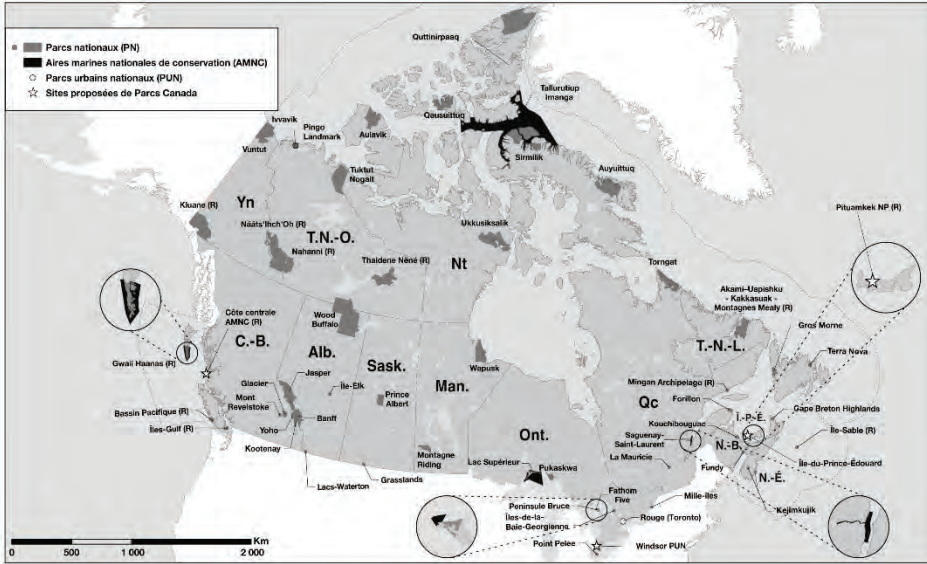 Parcs nationaux (PN)
Aires marines nationales de conservation (AMNC)
Parcs urbains nationaux (PUN)
Sites proposées de Parcs Canada
Quttinirpaaq
Tallurutiup
Imanga
Qausuittuq
Ivvavik
Pingo
Landmark
Aulavik
Vuntut
Sirmilik
Tuktut
Nogait
Auyuittuq
Kluane (R)
Yn
Nááts'ihch'Oh (R)
T.N.-O.
Nahanni (R)
Ukkusiksalik
Nt
Thaidene Nëné (R)
Pituamkek NP (R)
Torngat
Akami-Uapishku
- Kakkasuak -
Montagnes Mealy (R)
Côte centrale
AMNC (R)
Wood
Buffalo
C.-B.
Alb.
Gros Morne
T.-N.-L.
Terra Nova
Gwaii Haanas (R)
Jasper
Sask.
Wapusk
Glacier
Île-Élk
Man.
Mingan Archipelago (R)
Mont
Revelstoke
Prince
Albert
Qc
Forillon
Î.-P.-É.
Cape Breton Highlands
Bassin Pacifique (R)
Yoho
Banff
Kouchibouguac
Île-Sable (R)
Îles-Gulf (R)
Ont.
Saguenay-
Saint-Laurent
N.-B.
Kootenay
Montagne
Riding
Lac Supérieur
Pukaskwa
La Mauricie
Fundy
Île-du-Prince-Édouard
N.-É.
Grasslands
Lacs-Waterton
Fathom
Five
Mille-Îles
Kejimkujik
Peninsule Bruce
Îles-de-la-
Baie-Georgienne
Rouge (Toronto)
Point Pelee
Windsor PUN
Km
0 500 1 000 2 000